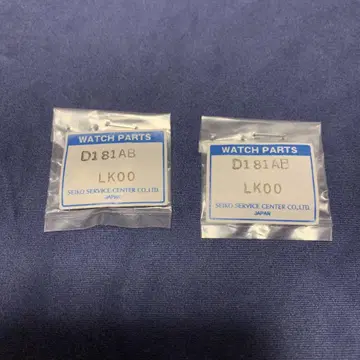 WATCH PARTS
D181AB
LK00
SEIKO SERVICE CENTER CO., LTD.
JAPAN
WATCH PARTS
D181AB
LK00
SEIKO SERVICE CENTER CO., LTD.
JAPAN